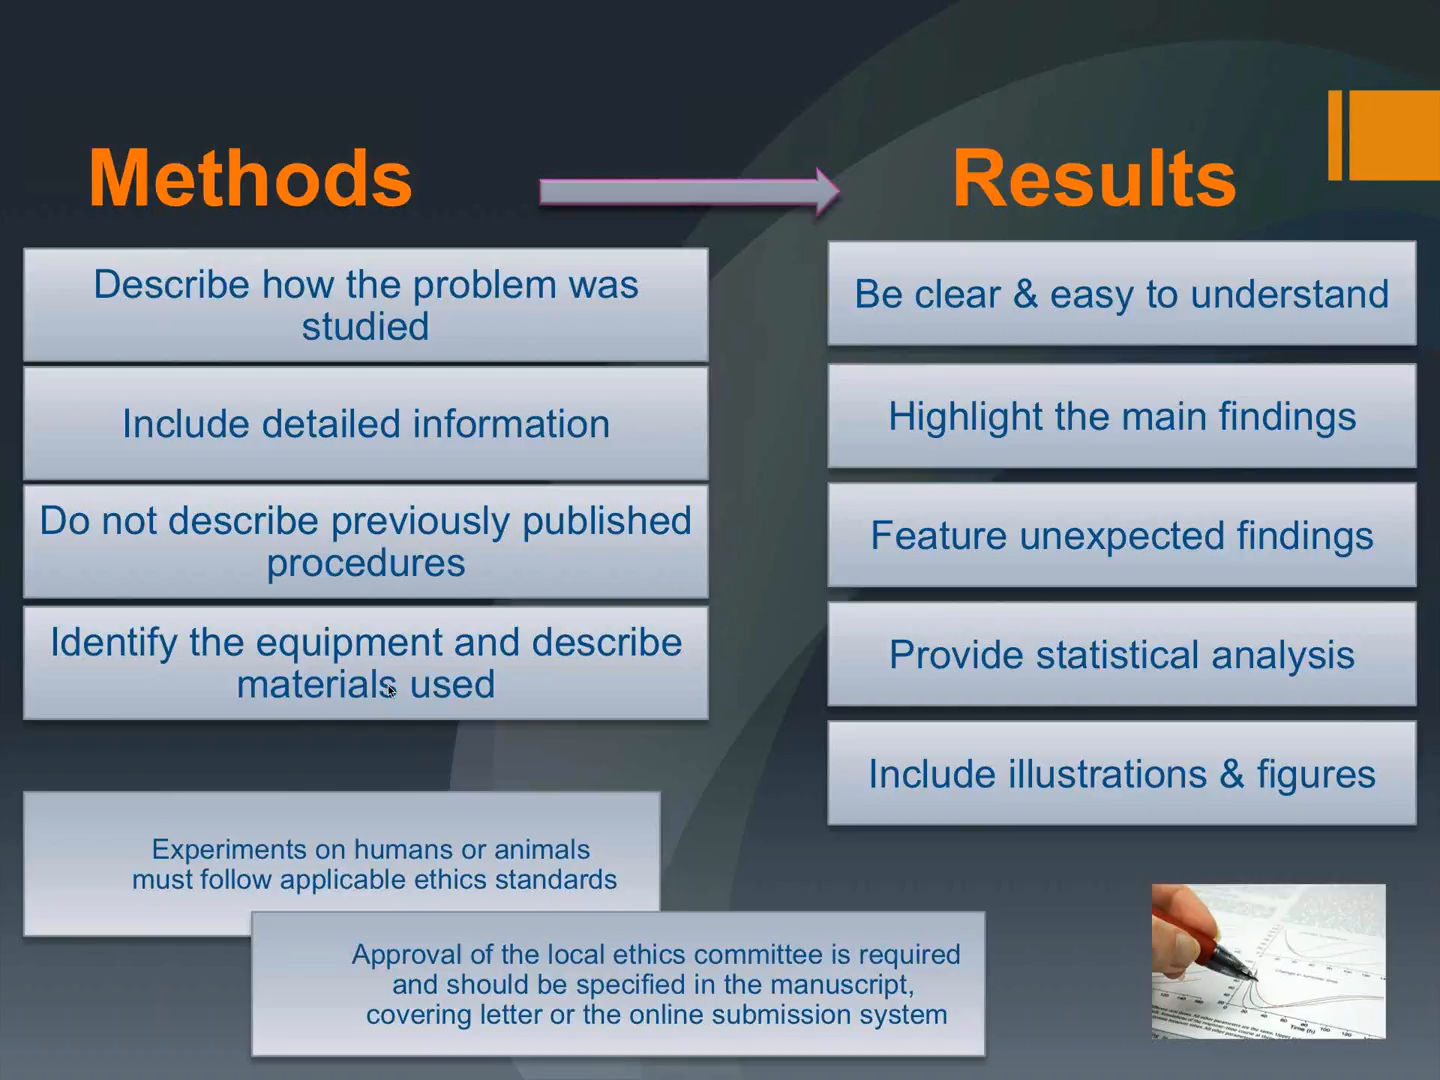 Methods
Results
Describe how the problem was
studied
Include detailed information
Do not describe previously published
procedures
Identify the equipment and describe
materials used
Be clear & easy to understand
Highlight the main findings
Feature unexpected findings
Provide statistical analysis
Include illustrations & figures
Experiments on humans or animals
must follow applicable ethics standards
Approval of the local ethics committee is required
and should be specified in the manuscript,
covering letter or the online submission system
Time (h)